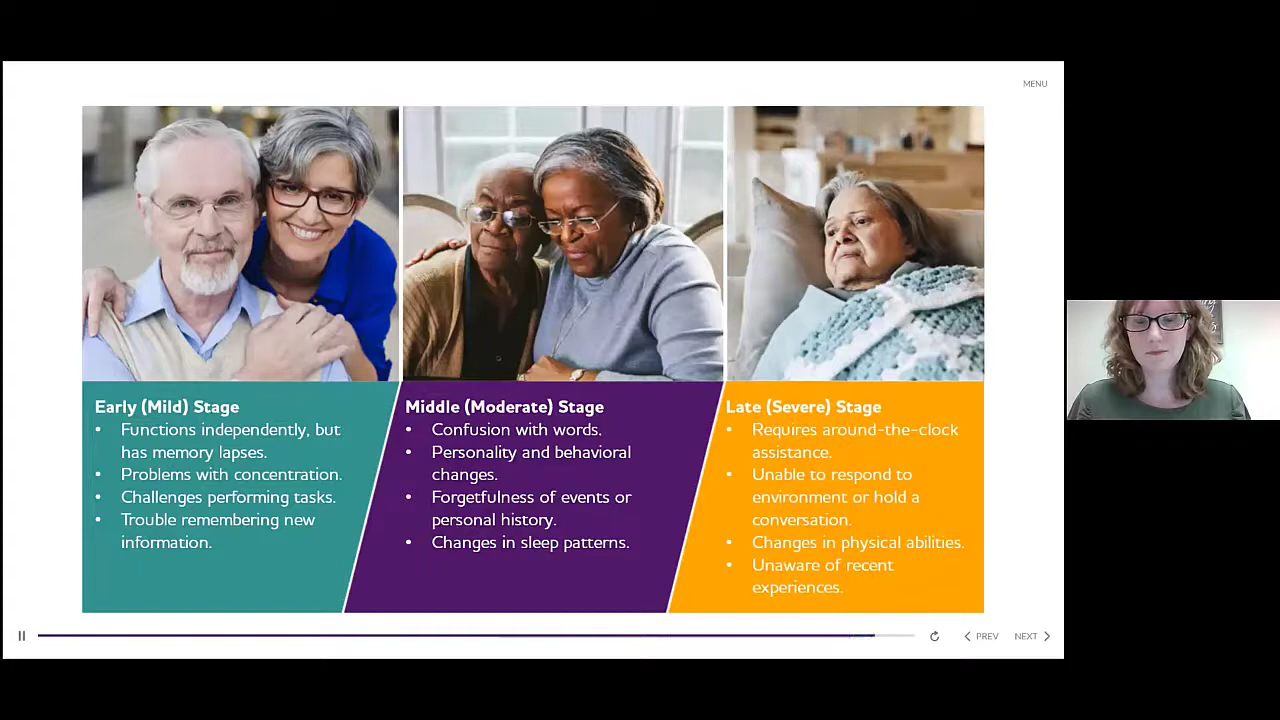 MENU
Early (Mild) Stage
• Functions independently, but
has memory lapses.
• Problems with concentration.
• Challenges performing tasks.
• Trouble remembering new
information.
Middle (Moderate) Stage
• Confusion with words.
• Personality and behavioral
changes.
• Forgetfulness of events or
personal history.
• Changes in sleep patterns.
Late (Severe) Stage
• Requires around-the-clock
assistance.
• Unable to respond to
environment or hold a
conversation.
• Changes in physical abilities.
• Unaware of recent
experiences.
PREV
NEXT